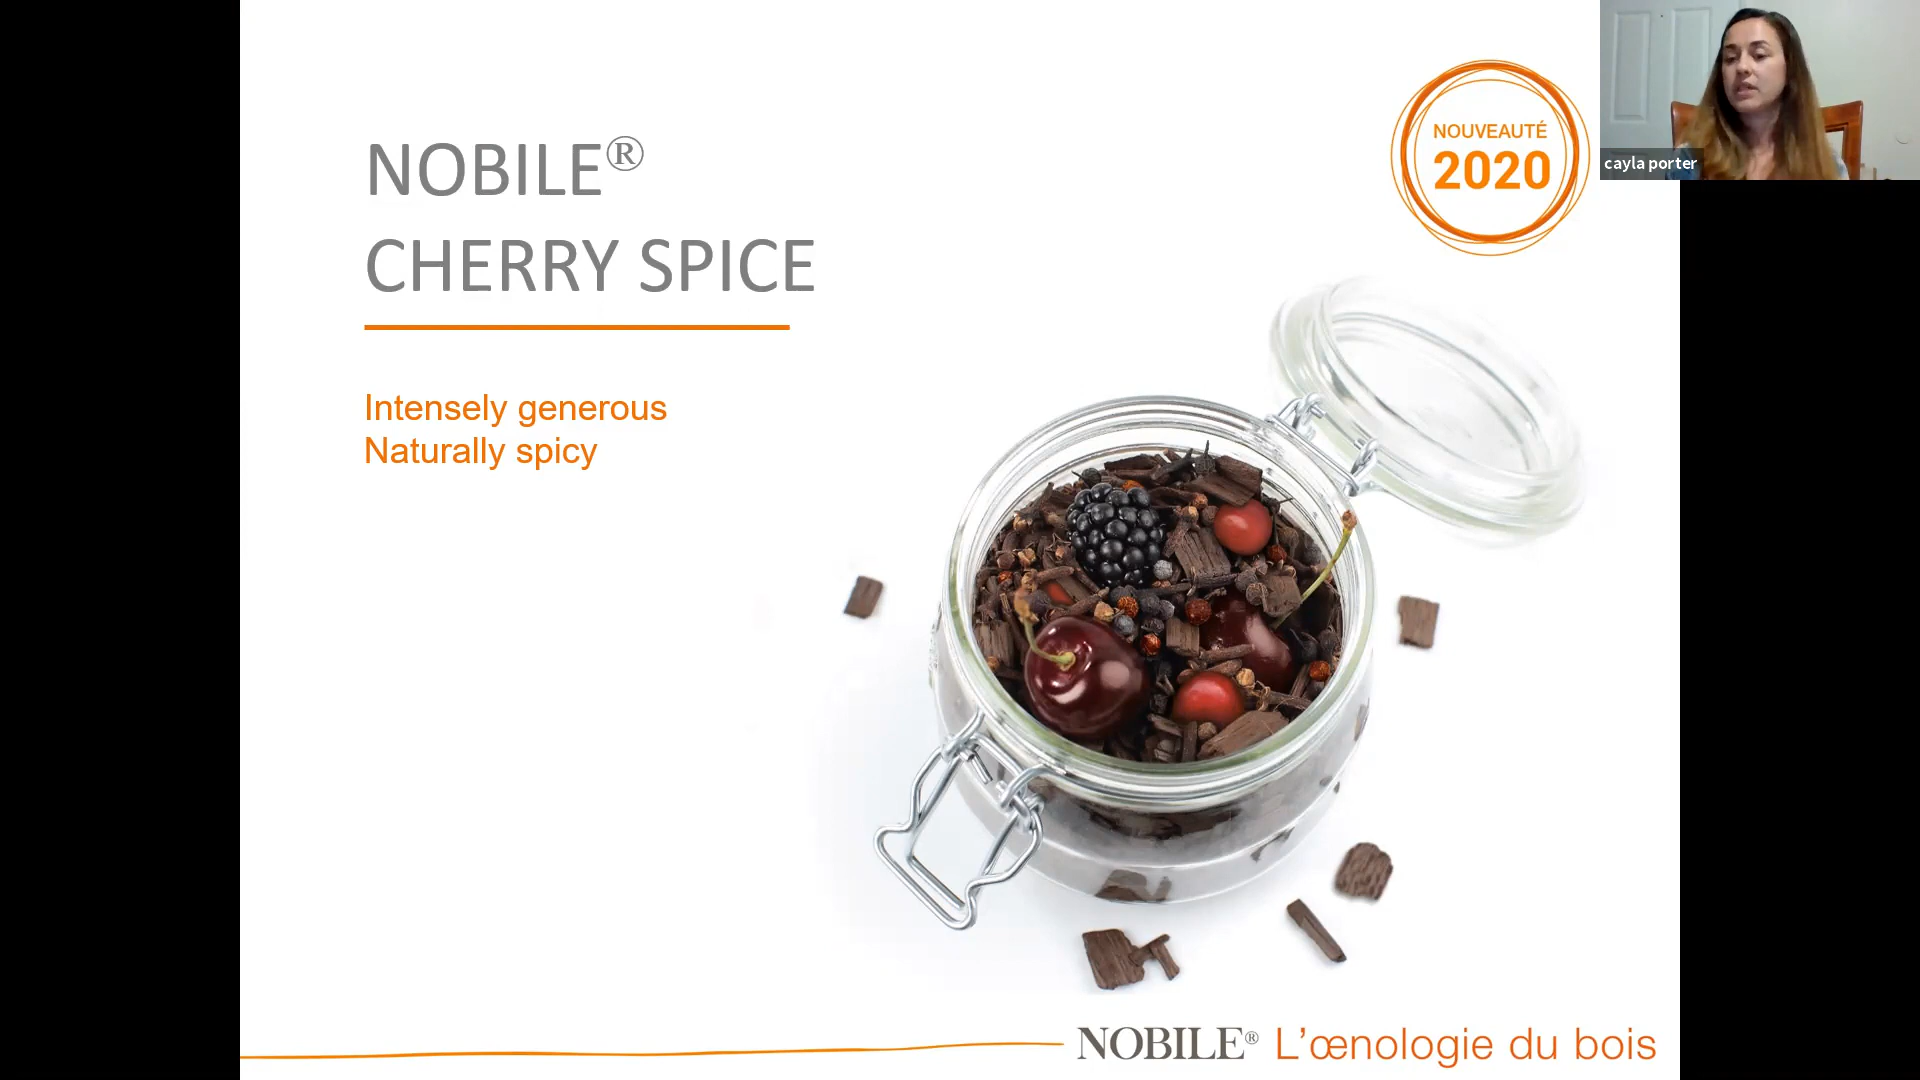 NOBILE®
CHERRY SPICE
Intensely generous
Naturally spicy
NOUVEAUTÉ
2020
cayla porter
NOBILE® L'œnologie du bois